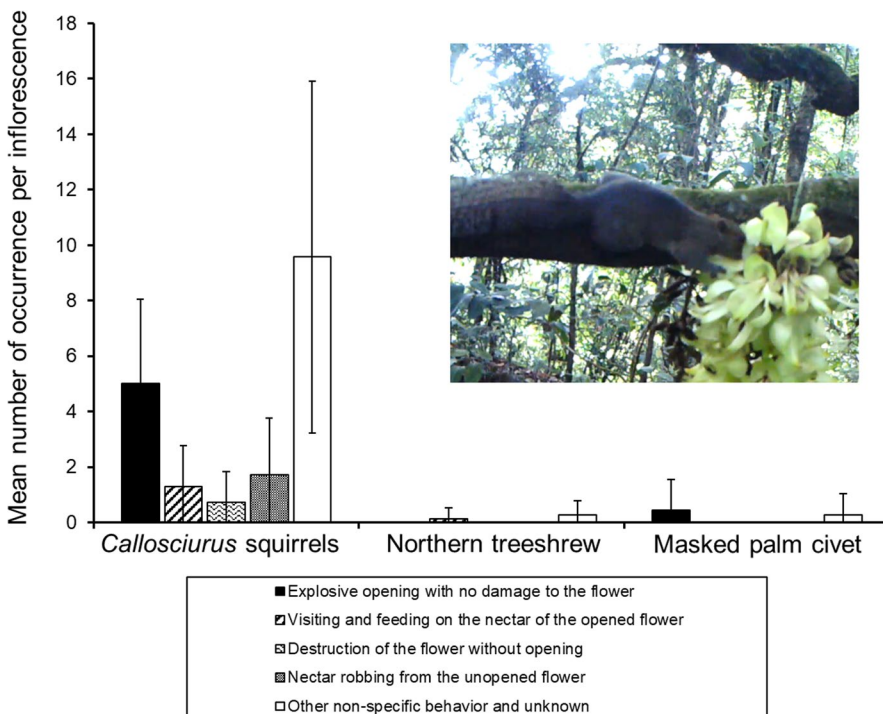 Mean number of occurrence per inflorescence
18
16
14
12
10
8
6
4
2
0
Callosciurus squirrels
Northern treeshrew
Masked palm civet
Explosive opening with no damage to the flower
Visiting and feeding on the nectar of the opened flower
Destruction of the flower without opening
Nectar robbing from the unopened flower
Other non-specific behavior and unknown